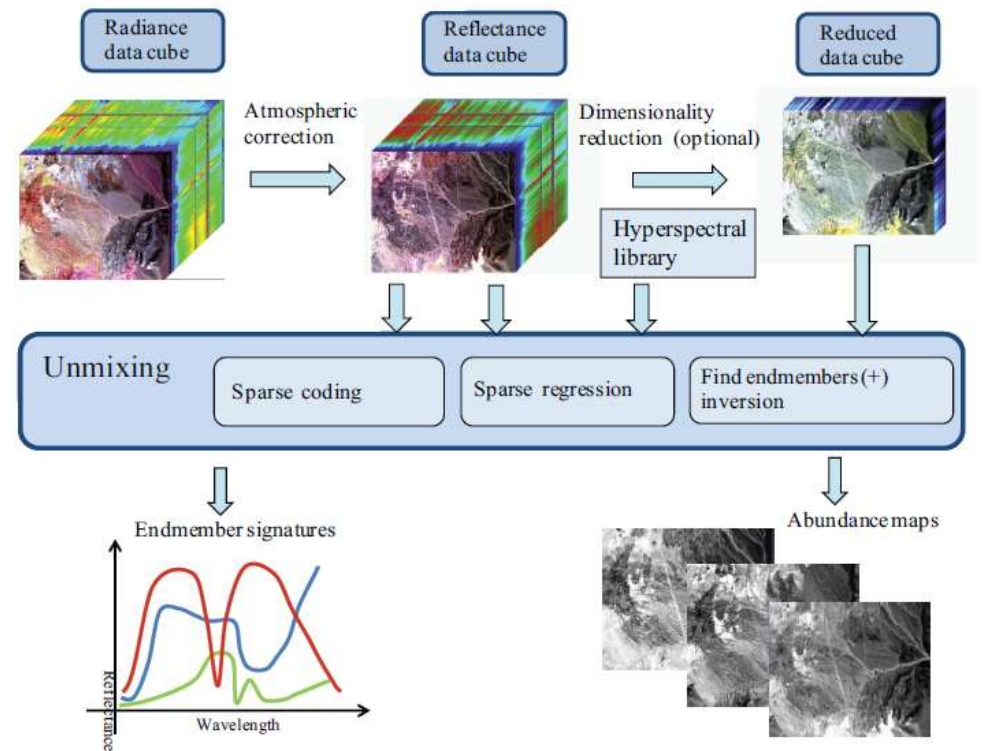 Radiance
data cube
Reflectance
data cube
Reduced
data cube
Atmospheric
correction
Dimensionality
reduction (optional)
Hyperspectral
library
Unmixing
Sparse coding
Sparse regression
Find endmembers (+)
inversion
Endmember signatures
Abundance maps
Reflectance
Wavelength